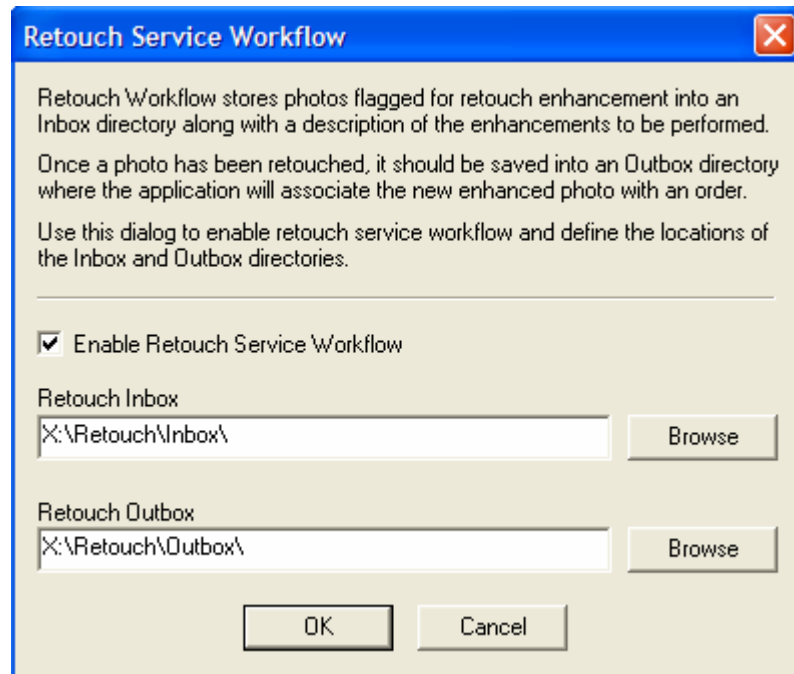 Retouch Service Workflow
Retouch Workflow stores photos flagged for retouch enhancement into an
Inbox directory along with a description of the enhancements to be performed.
Once a photo has been retouched, it should be saved into an Outbox directory
where the application will associate the new enhanced photo with an order.
Use this dialog to enable retouch service workflow and define the locations of
the Inbox and Outbox directories.
Enable Retouch Service Workflow
Retouch Inbox
X:\Retouch\Inbox\
Browse
Retouch Outbox
X:\Retouch\Outbox\
Browse
OK
Cancel